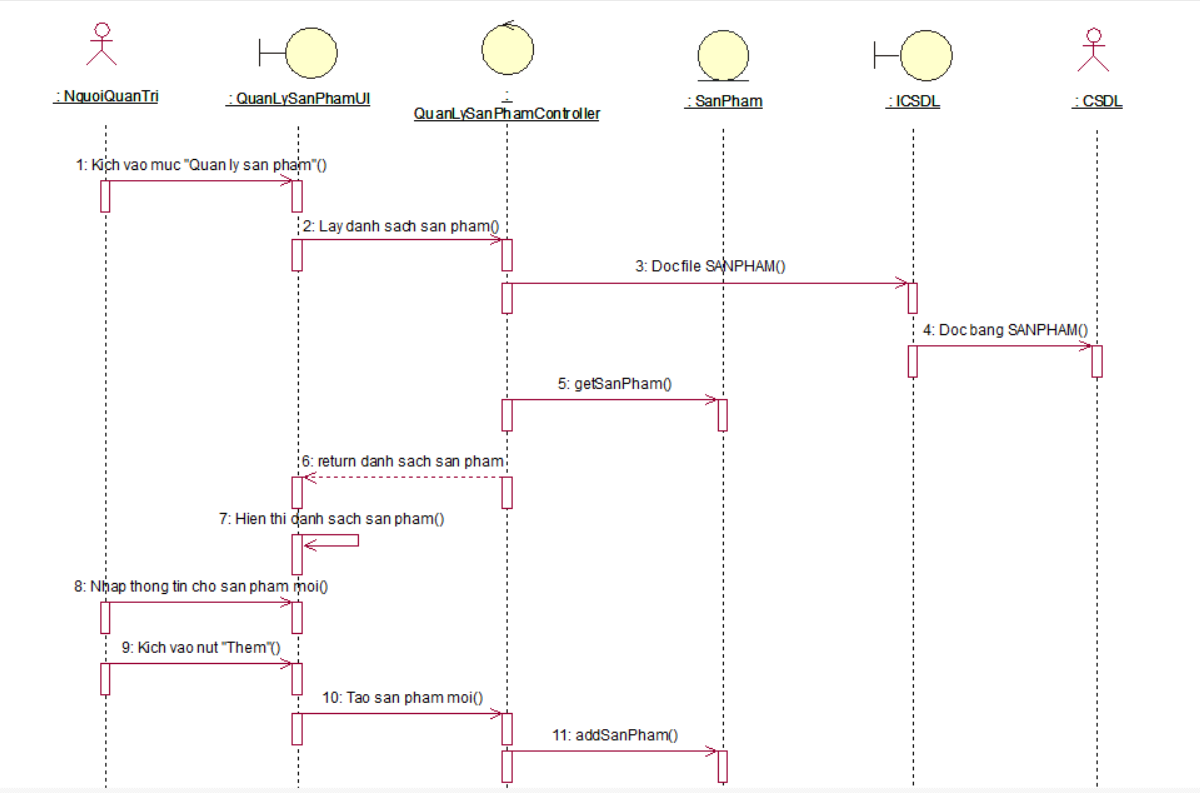 : NguoiQuanTri
: QuanLySanPhamUI
:
QuanLySanPhamController
: SanPham
: ICSDL
: CSDL
1: Kich vao muc "Quan ly san pham"()
2: Lay danh sach san pham()
3: Doc file SANPHAM()
4: Doc bang SANPHAM()
5: getSanPham()
6: return danh sach san pham
7: Hien thi danh sach san pham()
8: Nhap thong tin cho san pham moi()
9: Kich vao nut "Them"()
10: Tao san pham moi()
11: addSanPham()